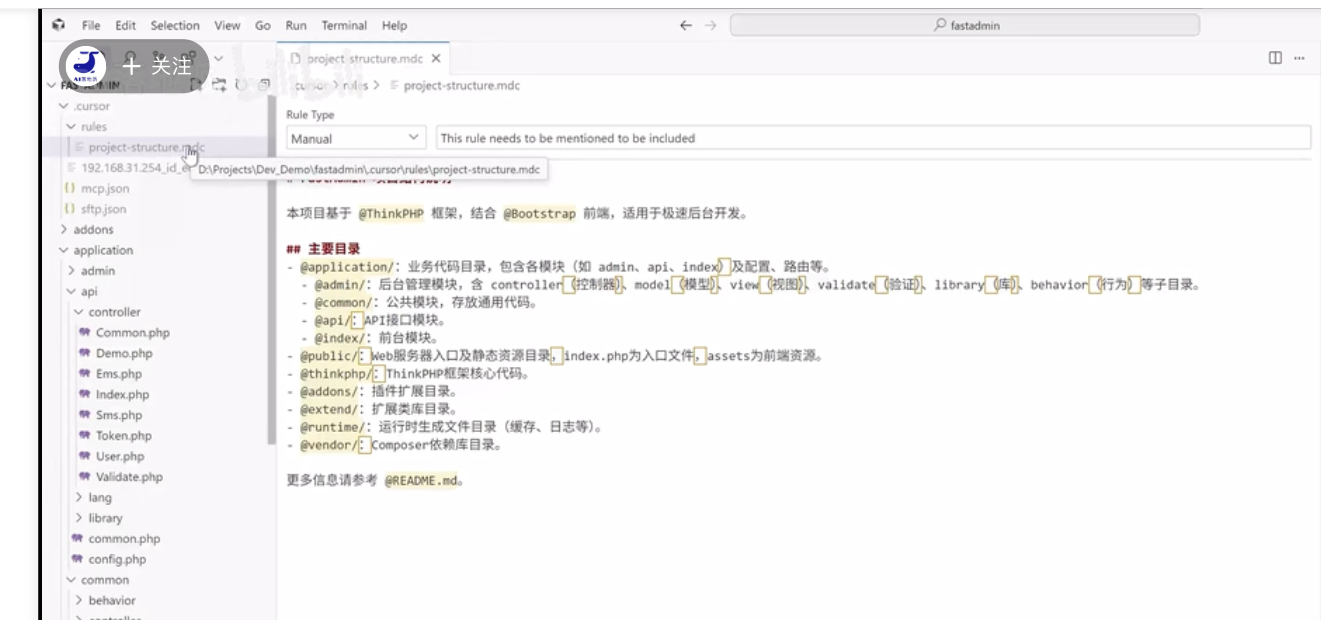 File Edit Selection View Go Run Terminal Help
fastadmin
+ 关注
project-structure.mdc
.cursor > rules > project-structure.mdc
.cursor
rules
project-structure.mdc
192.168.31.254_id_e
mcp.json
sftp.json
addons
application
admin
api
controller
Common.php
Demo.php
Ems.php
Index.php
Sms.php
Token.php
User.php
Validate.php
lang
library
common.php
config.php
common
behavior
Rule Type
Manual
This rule needs to be mentioned to be included
D:\Projects\Dev_Demo\fastadmin\.cursor\rules\project-structure.mdc
本项目基于 @ThinkPHP 框架，结合 @Bootstrap 前端，适用于极速后台开发。
## 主要目录
- @application/：业务代码目录，包含各模块（如 admin、api、index）及配置、路由等。
- @admin/：后台管理模块，含 controller（控制器）、model（模型）、view（视图）、validate（验证）、library（库）、behavior（行为）等子目录。
- @common/：公共模块，存放通用代码。
- @api/：API接口模块。
- @index/：前台模块。
- @public/：Web服务器入口及静态资源目录，index.php为入口文件，assets为前端资源。
- @thinkphp/：ThinkPHP框架核心代码。
- @addons/：插件扩展目录。
- @extend/：扩展类库目录。
- @runtime/：运行时生成文件目录（缓存、日志等）。
- @vendor/：Composer依赖库目录。
更多信息请参考 @README.md。